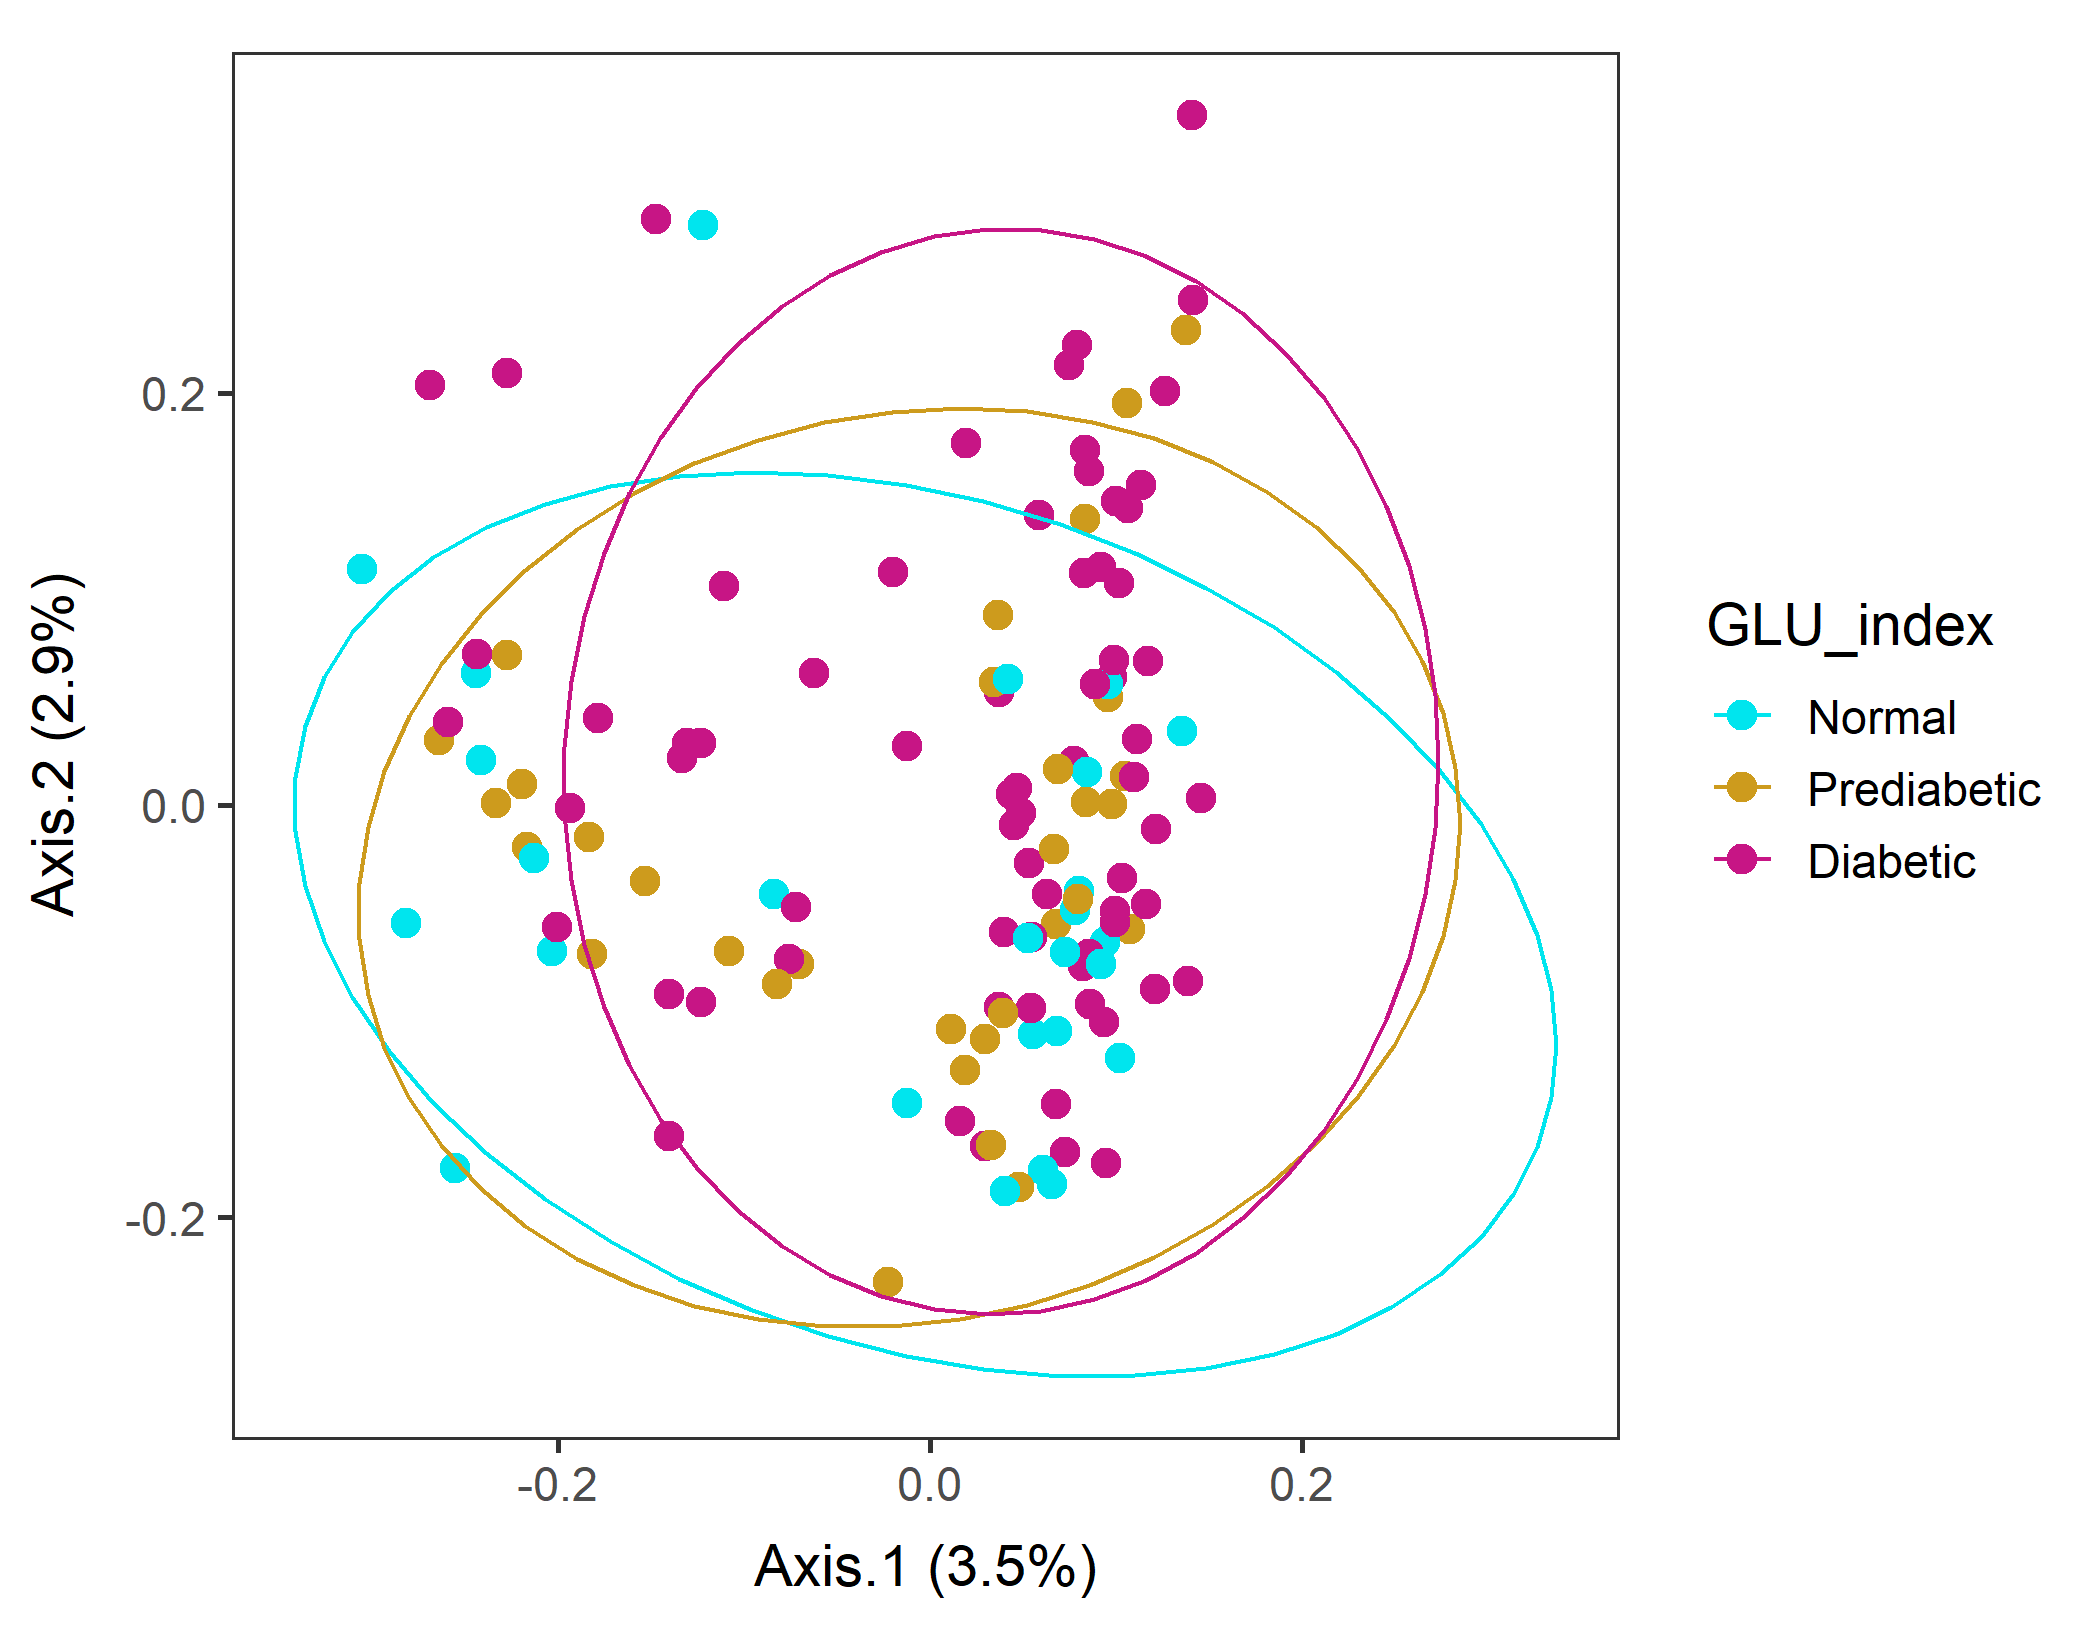 Axis.2 (2.9%)
0.2
0.0
-0.2
-0.2
0.0
0.2
Axis.1 (3.5%)
GLU_index
Normal
Prediabetic
Diabetic